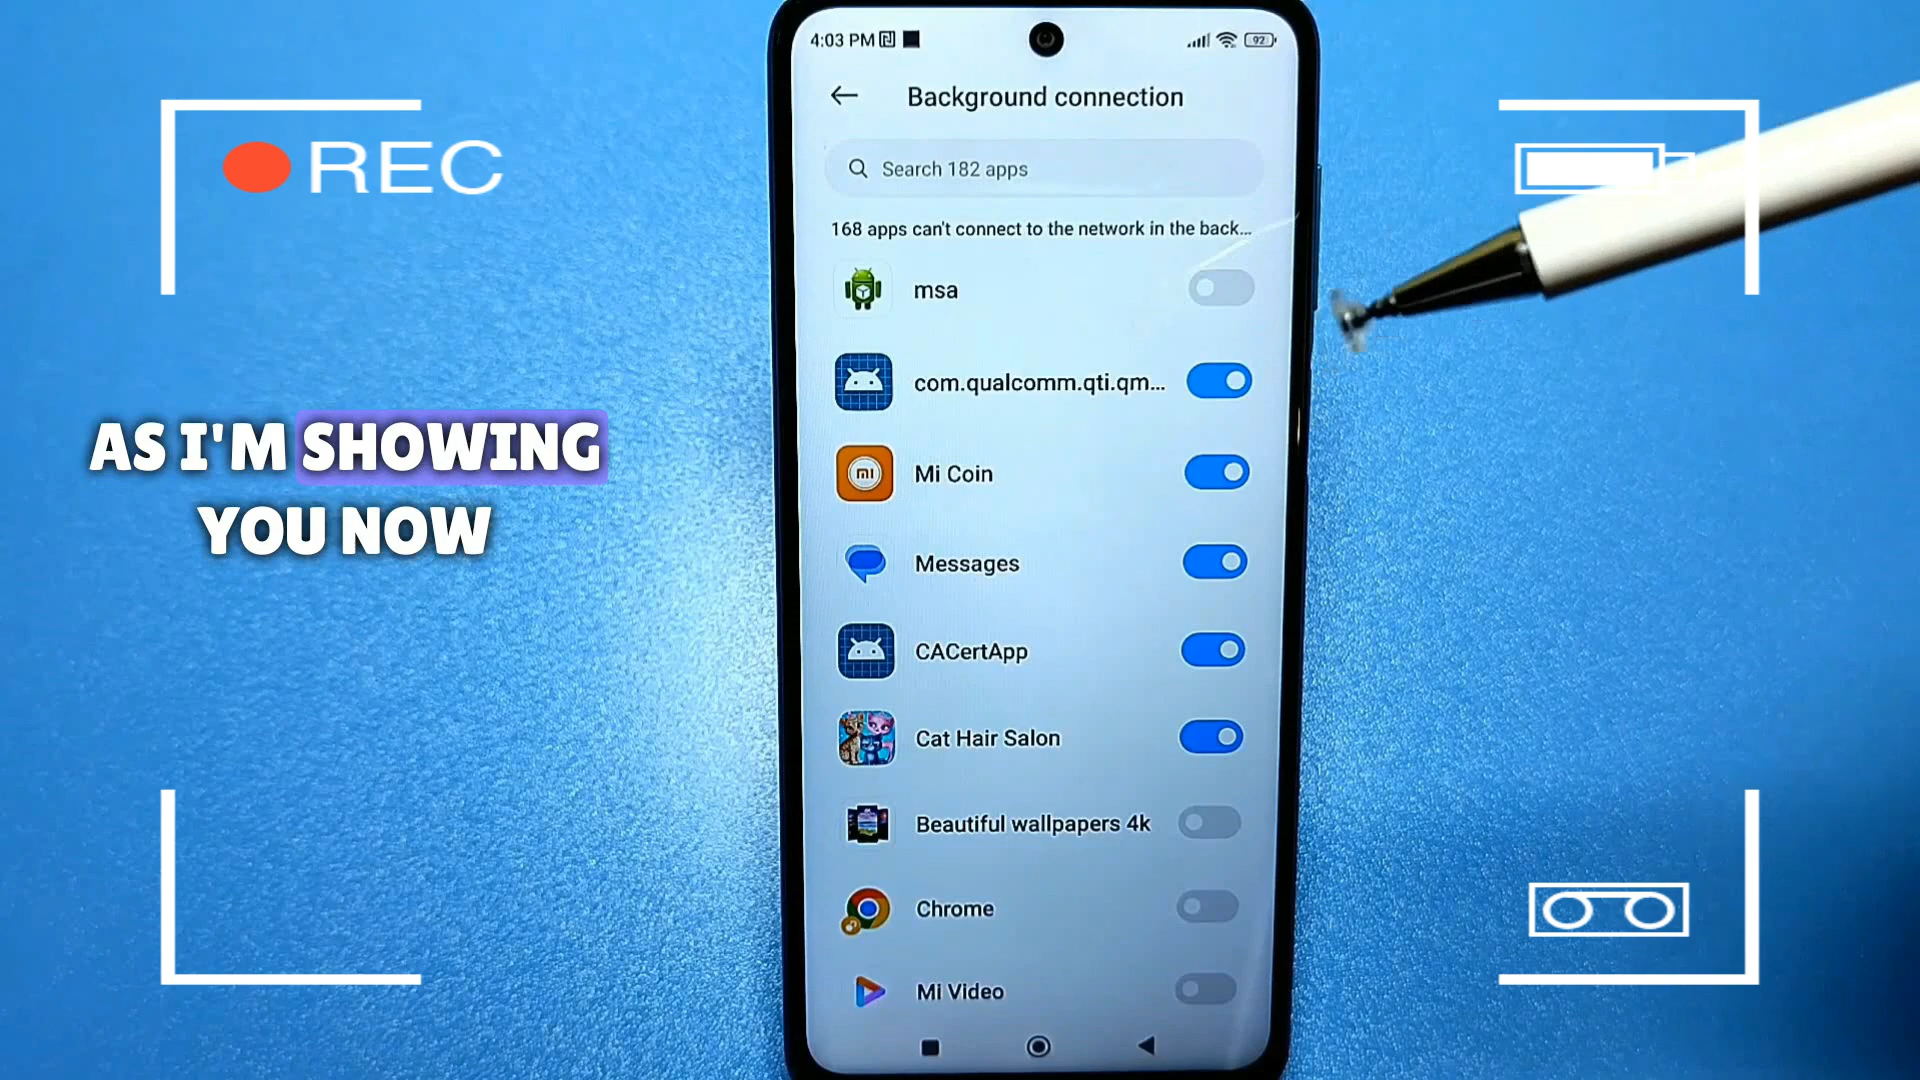 4:03 PM
92
Background connection
REC
Search 182 apps
168 apps can't connect to the network in the back...
msa
com.qualcomm.qti.qm...
AS I'M SHOWING
YOU NOW
Mi Coin
Messages
CACertApp
Cat Hair Salon
Beautiful wallpapers 4k
Chrome
Mi Video